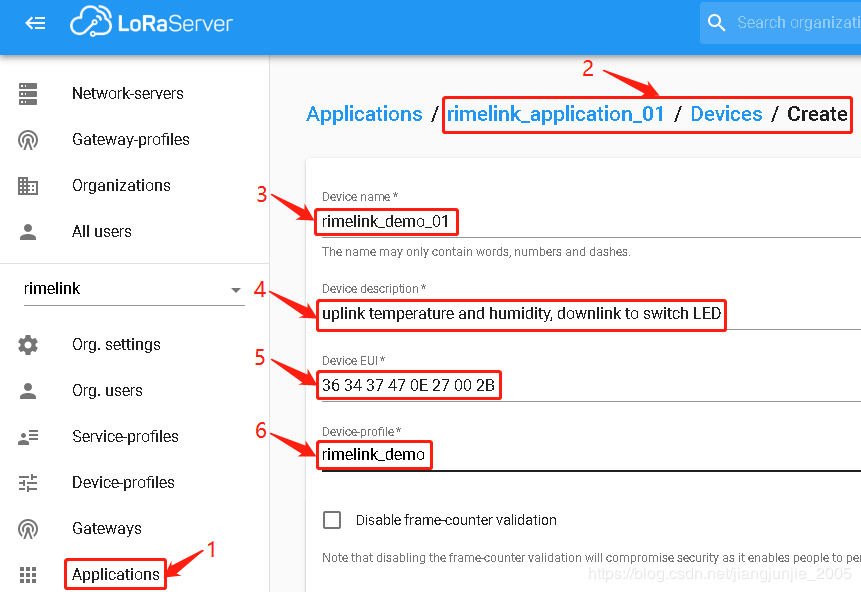 LoRaServer
Search organizati
Network-servers
Gateway-profiles
Organizations
All users
rimelink
Org. settings
Org. users
Service-profiles
Device-profiles
Gateways
1
Applications
2
Applications / rimelink_application_01 / Devices / Create
3
Device name *
rimelink_demo_01
The name may only contain words, numbers and dashes.
4
Device description *
uplink temperature and humidity, downlink to switch LED
5
Device EUI *
36 34 37 47 0E 27 00 2B
6
Device-profile *
rimelink_demo
Disable frame-counter validation
Note that disabling the frame-counter validation will compromise security as it enables people to per
https://blog.csdn.net/jiangjunjie_2005